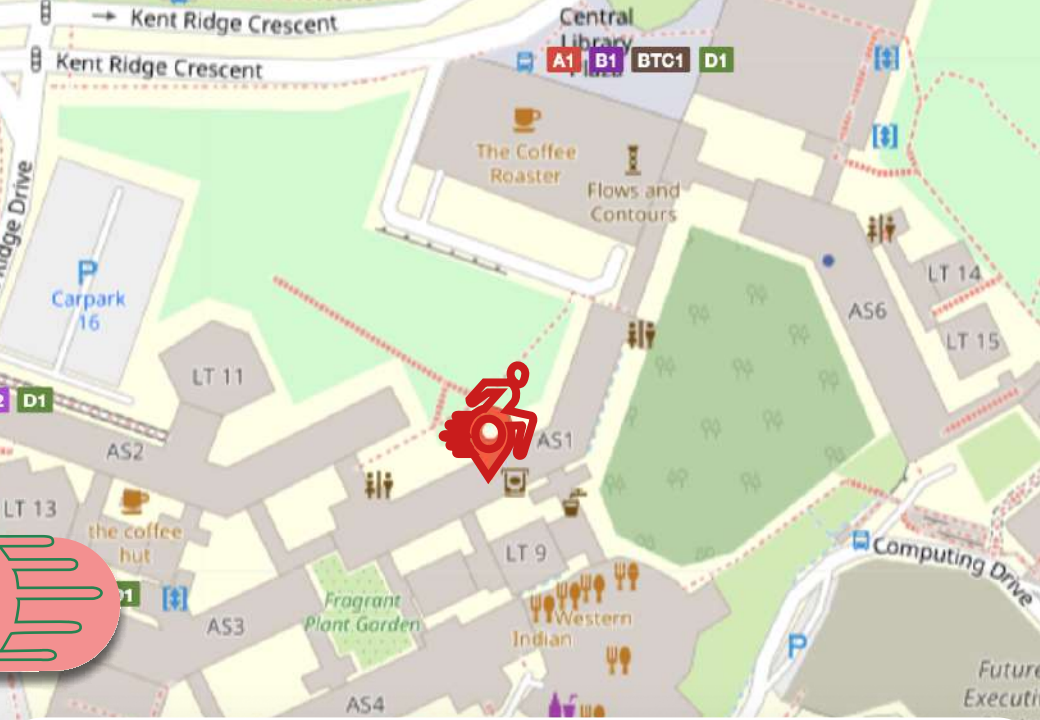 Kent Ridge Crescent
Kent Ridge Crescent
Central
Library
A1 B1 BTC1 D1
The Coffee
Roaster
Flows and
Contours
Ridge Drive
P
Carpark
16
LT 14
AS6
LT 15
LT 11
2 D1
AS1
AS2
LT 13
the coffee
hut
LT 9
Computing Drive
Fragrant
Plant Garden
Western
Indian
AS3
P
AS4
Future